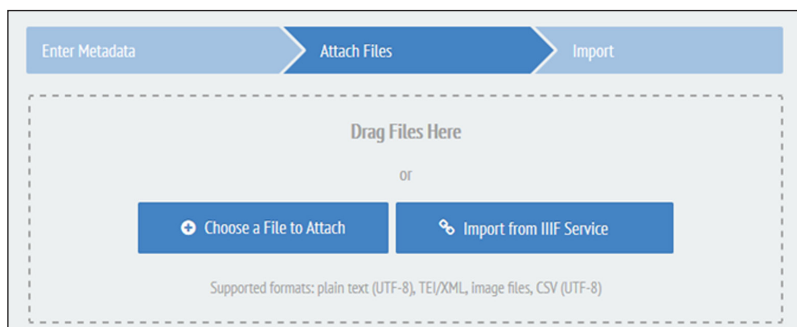 Enter Metadata
Attach Files
Import
Drag Files Here
or
Choose a File to Attach
Import from IIIF Service
Supported formats: plain text (UTF-8), TEI/XML, image files, CSV (UTF-8)